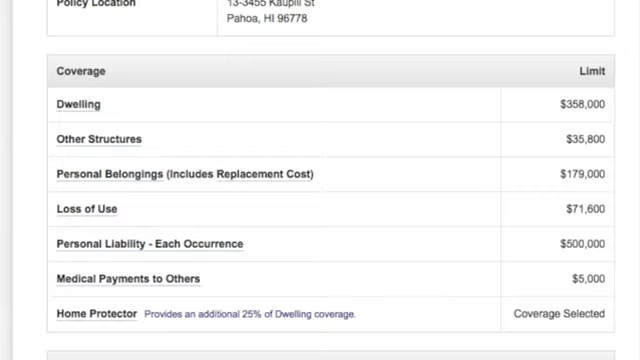 Policy Location 13-3455 Kaupili St
Pahoa, HI 96778
Coverage Limit
Dwelling $358,000
Other Structures $35,800
Personal Belongings (Includes Replacement Cost) $179,000
Loss of Use $71,600
Personal Liability - Each Occurrence $500,000
Medical Payments to Others $5,000
Home Protector Provides an additional 25% of Dwelling coverage. Coverage Selected